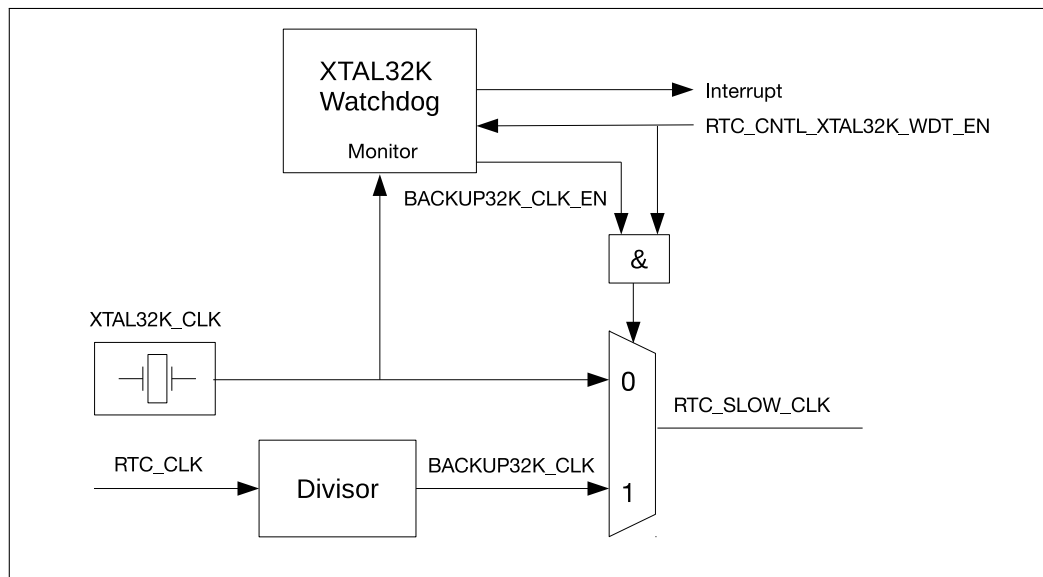 XTAL32K
Watchdog
Interrupt
RTC_CNTL_XTAL32K_WDT_EN
Monitor
BACKUP32K_CLK_EN
&
XTAL32K_CLK
0
RTC_SLOW_CLK
RTC_CLK
BACKUP32K_CLK
Divisor
1